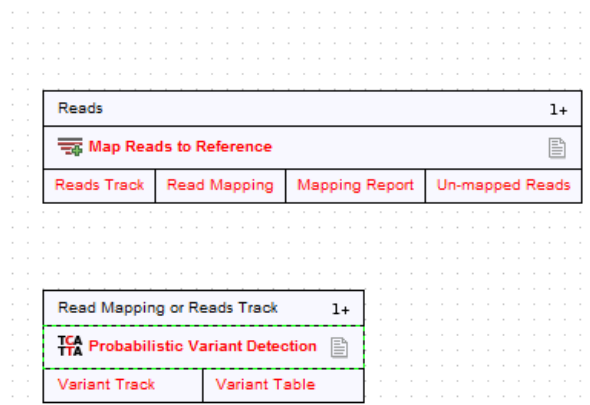 Reads 1+
Map Reads to Reference
Reads Track Read Mapping Mapping Report Un-mapped Reads
Read Mapping or Reads Track 1+
TCA
TTA Probabilistic Variant Detection
Variant Track Variant Table